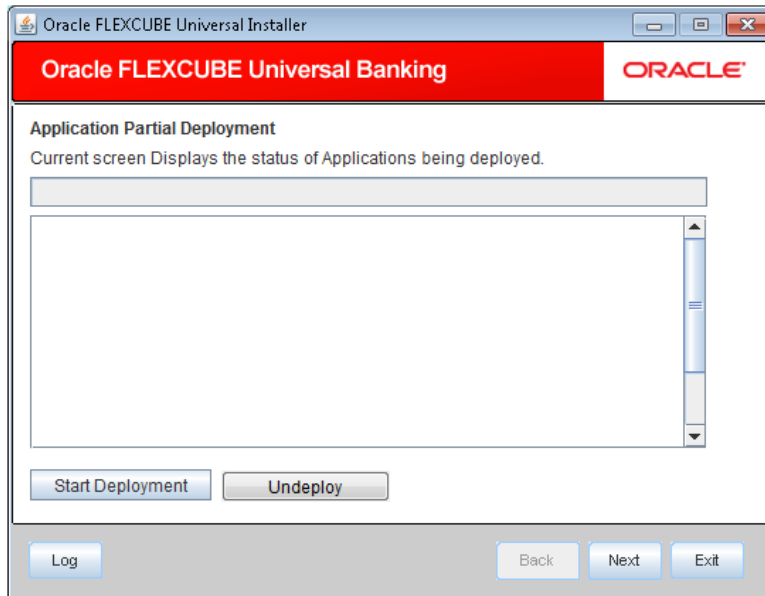 Oracle FLEXCUBE Universal Installer
Oracle FLEXCUBE Universal Banking
ORACLE
Application Partial Deployment
Current screen Displays the status of Applications being deployed.
Start Deployment Undeploy
Log Back Next Exit